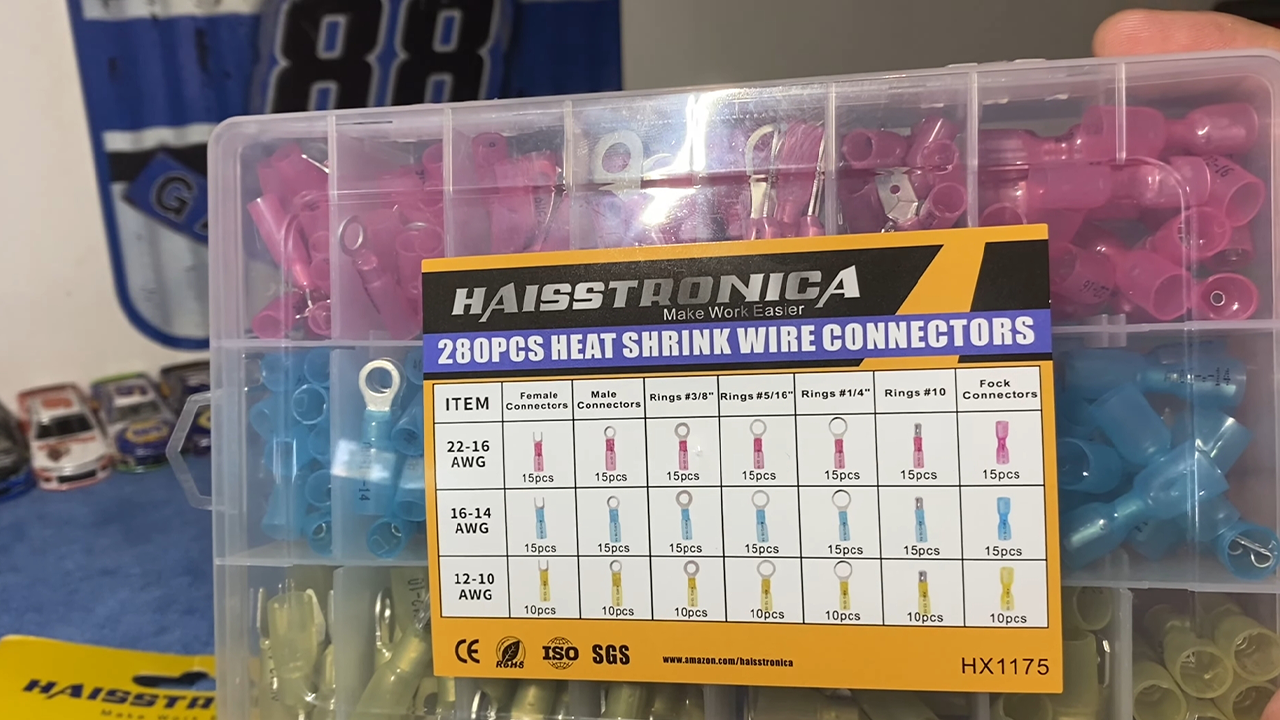 88
HAISSTRONICA
Make Work Easier
280PCS HEAT SHRINK WIRE CONNECTORS
ITEM
Female Connectors
Male Connectors
Rings #3/8"
Rings #5/16"
Rings #1/4"
Rings #10
Fock Connectors
22-16 AWG
15pcs
15pcs
15pcs
15pcs
15pcs
15pcs
15pcs
16-14 AWG
15pcs
15pcs
15pcs
15pcs
15pcs
15pcs
15pcs
12-10 AWG
10pcs
10pcs
10pcs
10pcs
10pcs
10pcs
10pcs
CE
RoHS
ISO
SGS
www.amazon.com/haisstronica
HX1175
HAISSTR
Make Work